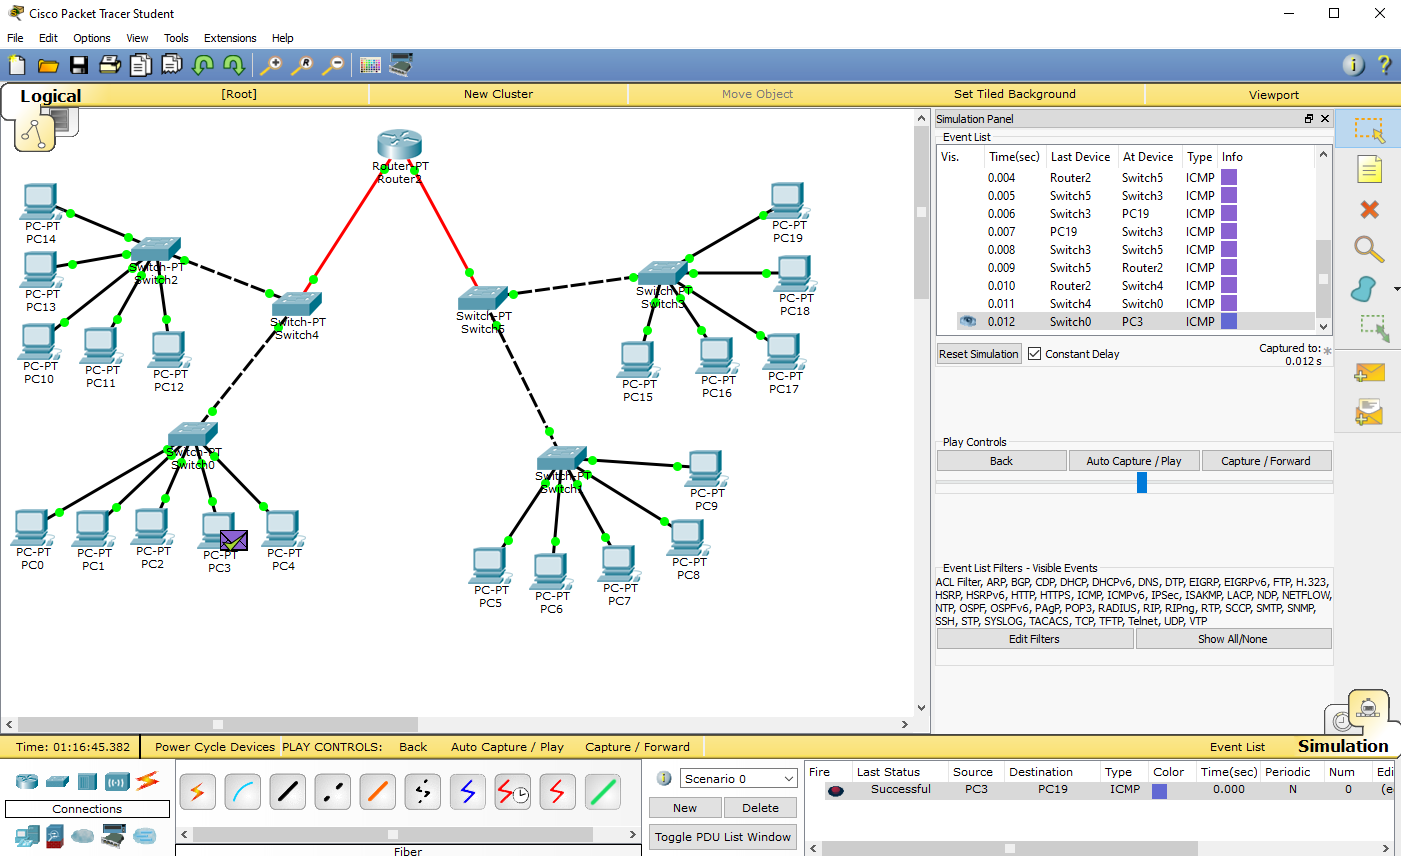 Cisco Packet Tracer Student
File Edit Options View Tools Extensions Help
Logical [Root] New Cluster Move Object Set Tiled Background Viewport
Router-PT
Router2
PC-PT
PC14
PC-PT
PC13
PC-PT
PC10
PC-PT
PC11
PC-PT
PC12
Switch-PT
Switch2
Switch-PT
Switch4
Switch-PT
Switch5
Switch-PT
Switch3
PC-PT
PC19
PC-PT
PC18
PC-PT
PC15
PC-PT
PC16
PC-PT
PC17
Switch-PT
Switch0
PC-PT
PC0
PC-PT
PC1
PC-PT
PC2
PC-PT
PC3
PC-PT
PC4
Switch-PT
PC-PT
PC9
PC-PT
PC8
PC-PT
PC5
PC-PT
PC6
PC-PT
PC7
Simulation Panel
Event List
Vis. Time(sec) Last Device At Device Type Info
0.004 Router2 Switch5 ICMP
0.005 Switch5 Switch3 ICMP
0.006 Switch3 PC19 ICMP
0.007 PC19 Switch3 ICMP
0.008 Switch3 Switch5 ICMP
0.009 Switch5 Router2 ICMP
0.010 Router2 Switch4 ICMP
0.011 Switch4 Switch0 ICMP
0.012 Switch0 PC3 ICMP
Reset Simulation Constant Delay Captured to: *
0.012 s
Play Controls
Back Auto Capture / Play Capture / Forward
Event List Filters - Visible Events
ACL Filter, ARP, BGP, CDP, DHCP, DHCPv6, DNS, DTP, EIGRP, EIGRPv6, FTP, H.323,
HSRP, HSRPv6, HTTP, HTTPS, ICMP, ICMPv6, IPSec, ISAKMP, LACP, NDP, NETFLOW,
NTP, OSPF, OSPFv6, PAgP, POP3, RADIUS, RIP, RIPng, RTP, SCCP, SMTP, SNMP,
SSH, STP, SYSLOG, TACACS, TCP, TFTP, Telnet, UDP, VTP
Edit Filters Show All/None
Time: 01:16:45.382 Power Cycle Devices PLAY CONTROLS: Back Auto Capture / Play Capture / Forward Event List Simulation
Connections
Fiber
Scenario 0
New Delete
Toggle PDU List Window
Fire Last Status Source Destination Type Color Time(sec) Periodic Num Edi
Successful PC3 PC19 ICMP 0.000 N 0 (e